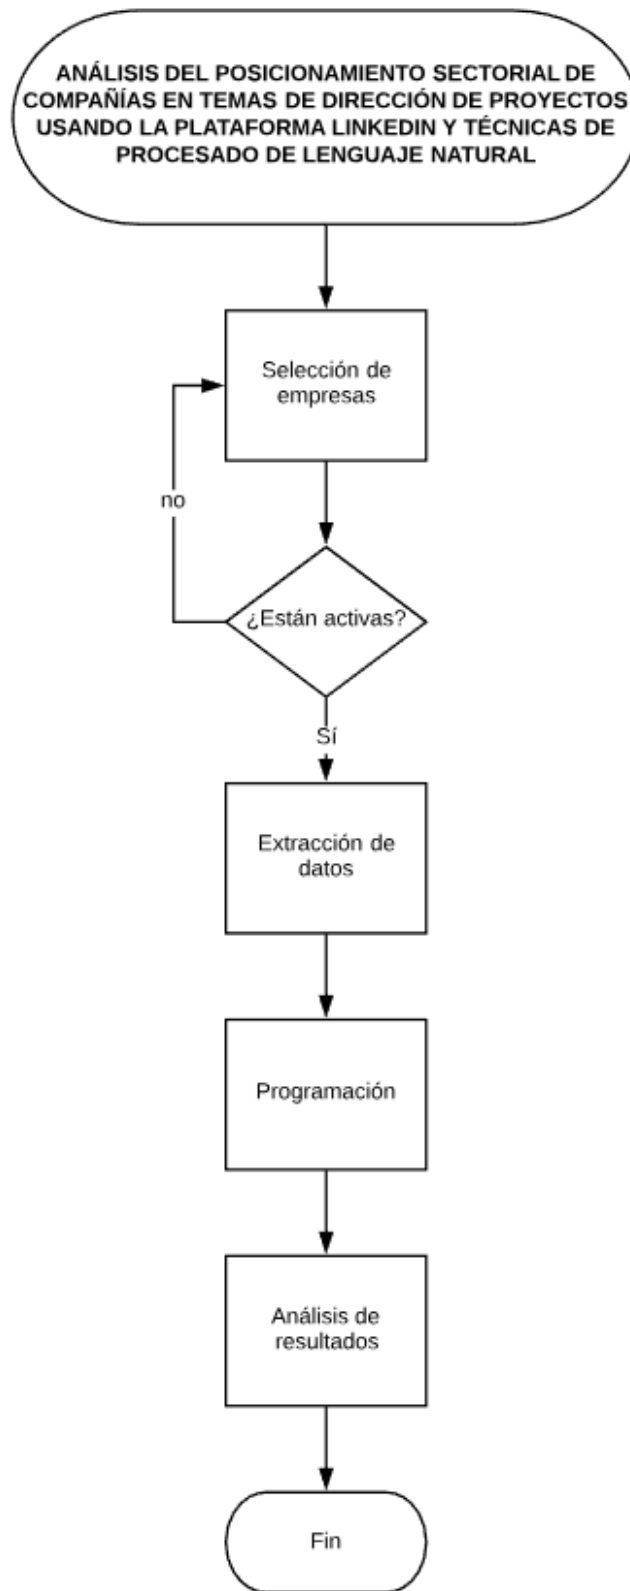 ANÁLISIS DEL POSICIONAMIENTO SECTORIAL DE
COMPAÑÍAS EN TEMAS DE DIRECCIÓN DE PROYECTOS
USANDO LA PLATAFORMA LINKEDIN Y TÉCNICAS DE
PROCESADO DE LENGUAJE NATURAL
Selección de
empresas
no
¿Están activas?
Sí
Extracción de
datos
Programación
Análisis de
resultados
Fin